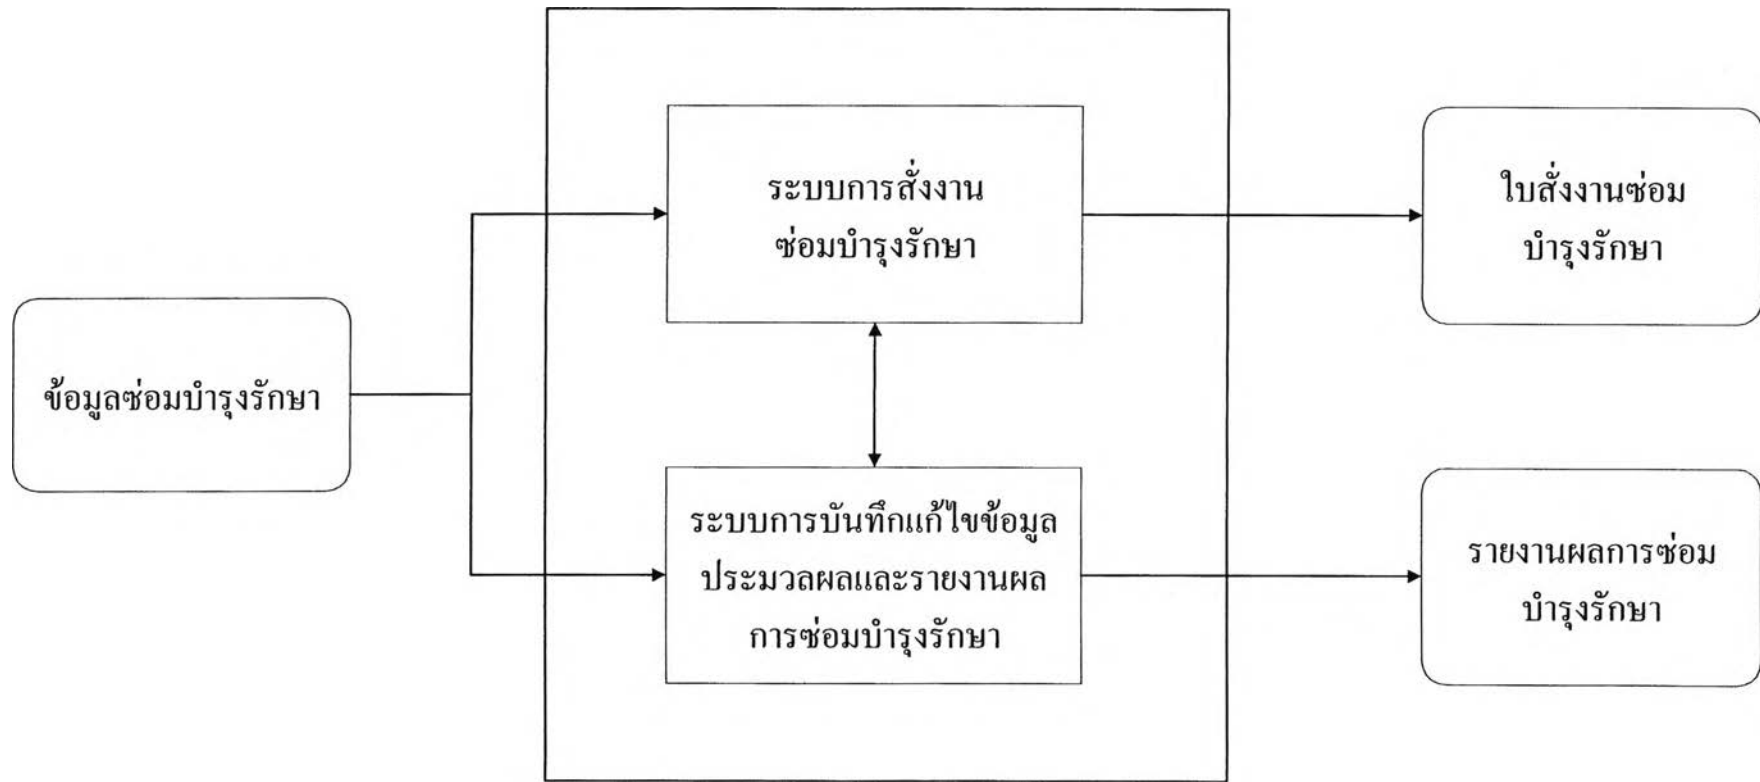 ข้อมูลซ่อมบำรุงรักษา
ระบบการสั่งงาน
ซ่อมบำรุงรักษา
ระบบการบันทึกแก้ไขข้อมูล
ประมวลผลและรายงานผล
การซ่อมบำรุงรักษา
ใบสั่งงานซ่อม
บำรุงรักษา
รายงานผลการซ่อม
บำรุงรักษา